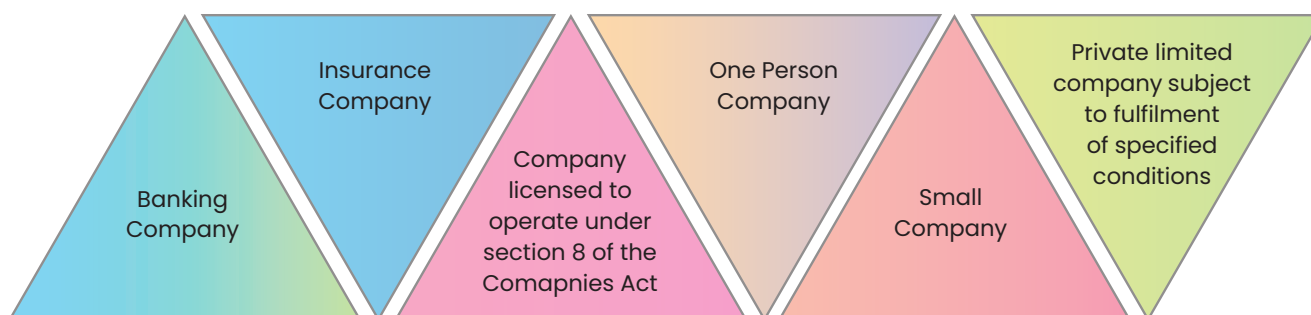 Banking
Company
Insurance
Company
Company
licensed to
operate under
section 8 of the
Comapnies Act
One Person
Company
Small
Company
Private limited
company subject
to fulfilment
of specified
conditions